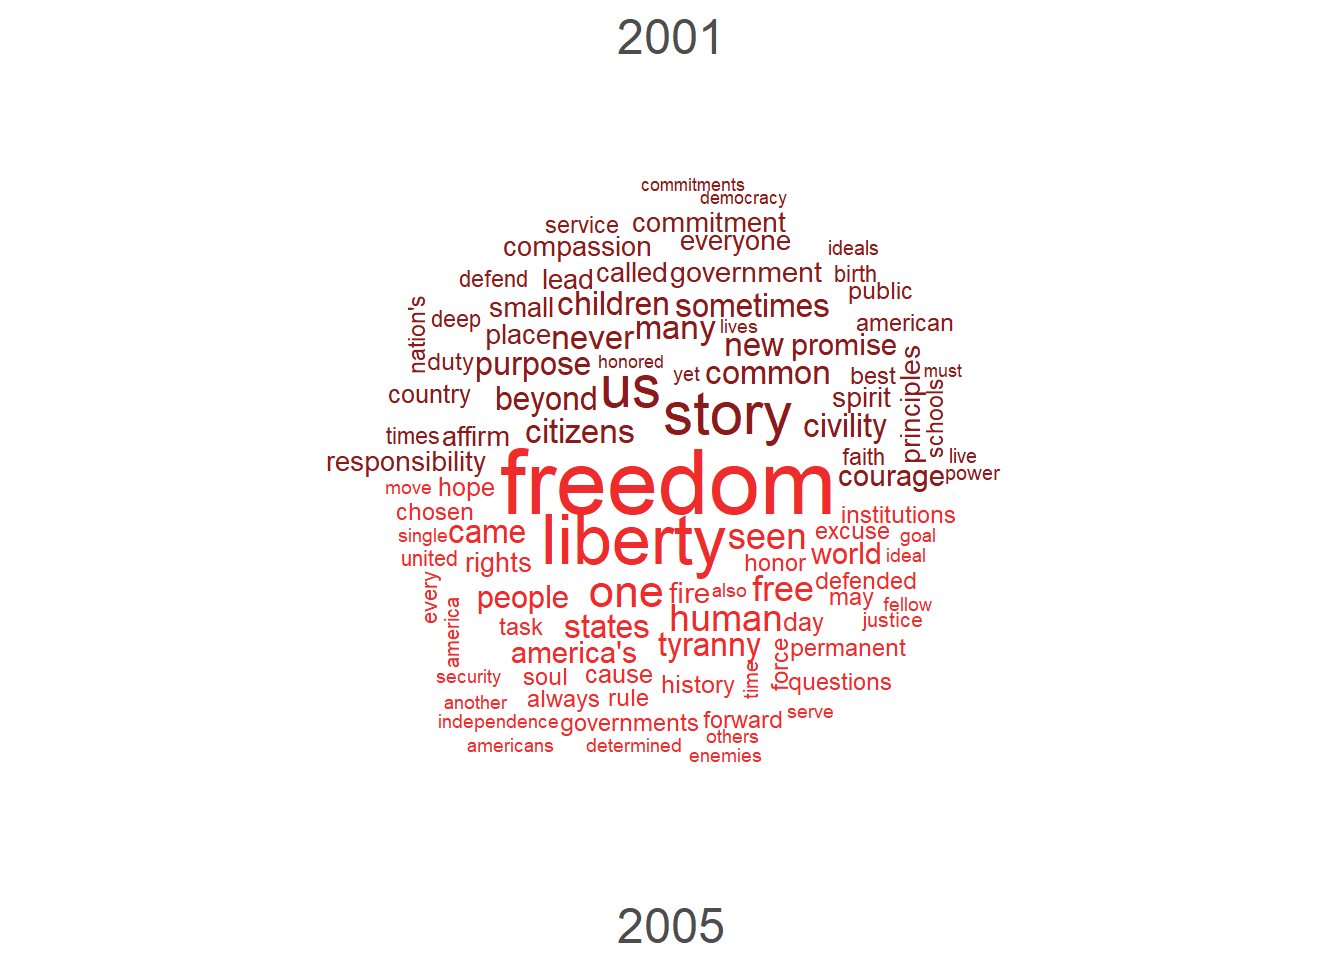 2001
commitments
democracy
service commitment
compassion everyone ideals
defend lead called government birth
nation's small children sometimes public
deep place never many lives american
duty purpose honored new promise
country beyond us yet common best principles must
story spirit schools
times affirm citizens civility
responsibility faith live
courage power
freedom
move hope
chosen institutions
single came liberty seen excuse goal
united rights honor world ideal
every people one fire also free defended
may fellow
america task states human day justice
america's tyranny permanent
security soul cause history time force questions
another always rule
independence governments forward serve
americans determined others
enemies
2005